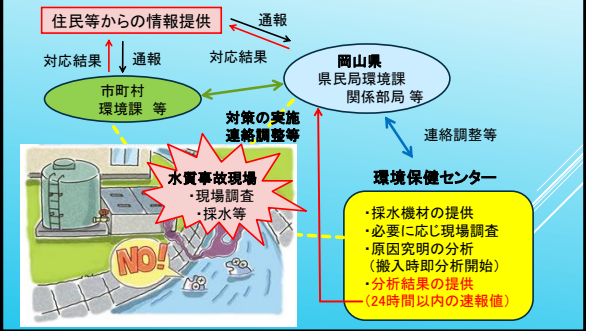 住民等からの情報提供
通報
対応結果
対応結果
通報
岡山県
県民局環境課
関係部局 等
市町村
環境課 等
対策の実施
連絡調整等
連絡調整等
水質事故現場
・現場調査
・採水等
NO!
環境保健センター
・採水機材の提供
・必要に応じ現場調査
・原因究明の分析
(搬入時即分析開始)
・分析結果の提供
(24時間以内の速報値)